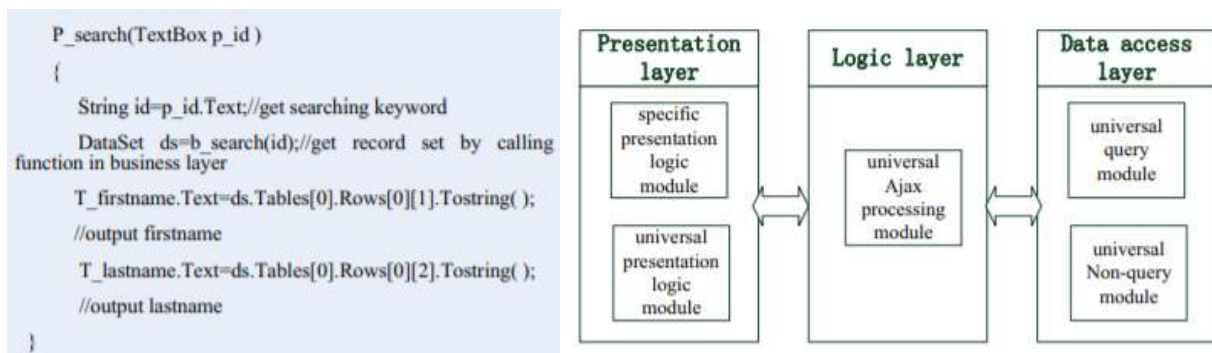 P_search(TextBox p_id )
{
String id=p_id.Text;//get searching keyword
DataSet ds=b_search(id);//get record set by calling
function in business layer
T_firstname.Text=ds.Tables[0].Rows[0][1].Tostring( );
//output firstname
T_lastname.Text=ds.Tables[0].Rows[0][2].Tostring( );
//output lastname
}
Presentation
layer
specific
presentation
logic
module
universal
presentation
logic
module
Logic layer
universal
Ajax
processing
module
Data access
layer
universal
query
module
universal
Non-query
module